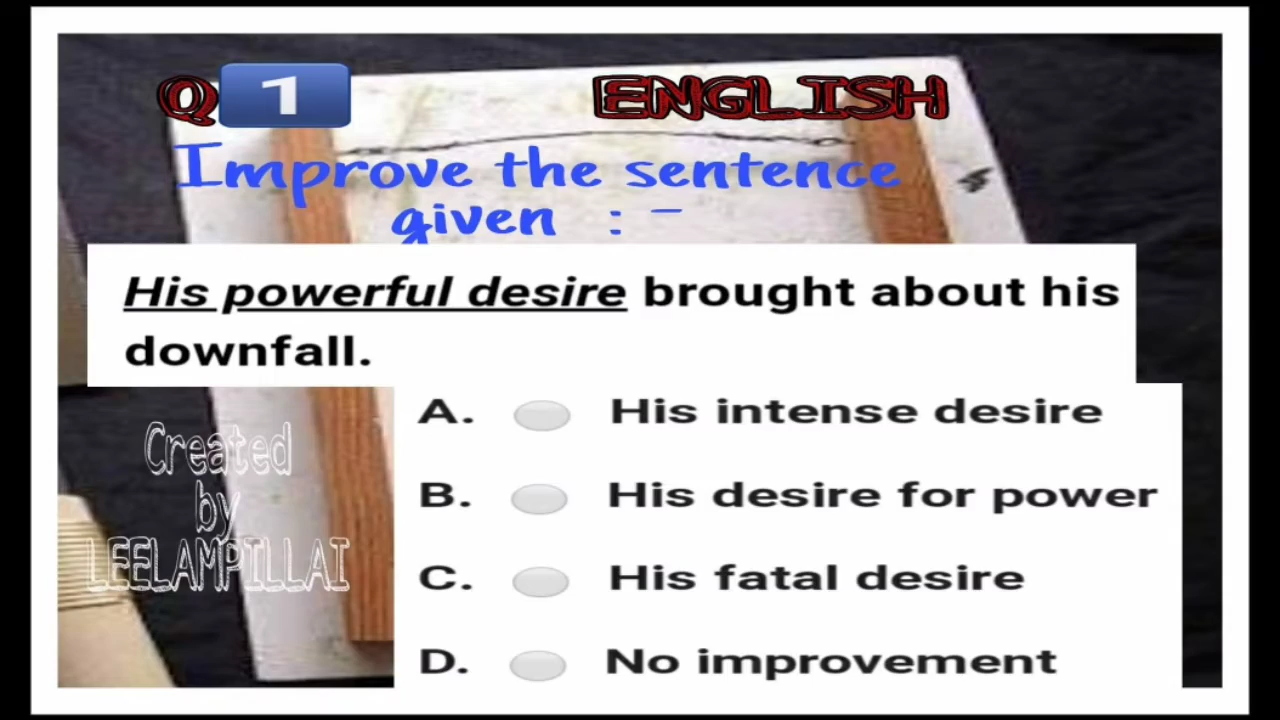 Q 1 ENGLISH
Improve the sentence
given : -
His powerful desire brought about his
downfall.
A. His intense desire
B. His desire for power
C. His fatal desire
D. No improvement
Created
by
LEELAMPILLAI